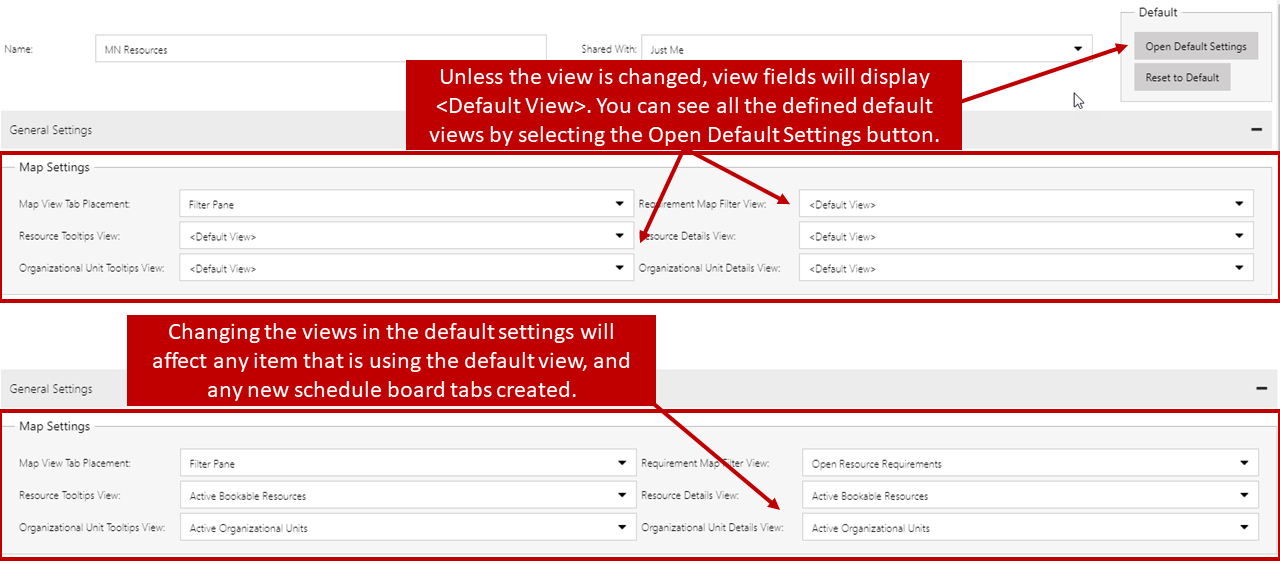 Default
Name:
MN Resources
Shared With:
Just Me
Open Default Settings
Reset to Default
Unless the view is changed, view fields will display
<Default View>. You can see all the defined default
views by selecting the Open Default Settings button.
General Settings
Map Settings
Map View Tab Placement:
Filter Pane
Requirement Map Filter View:
<Default View>
Resource Tooltips View:
<Default View>
esource Details View:
<Default View>
Organizational Unit Tooltips View:
<Default View>
Organizational Unit Details View:
<Default View>
Changing the views in the default settings will
affect any item that is using the default view, and
any new schedule board tabs created.
General Settings
Map Settings
Map View Tab Placement:
Filter Pane
Requirement Map Filter View:
Open Resource Requirements
Resource Tooltips View:
Active Bookable Resources
Resource Details View:
Active Bookable Resources
Organizational Unit Tooltips View:
Active Organizational Units
Organizational Unit Details View:
Active Organizational Units